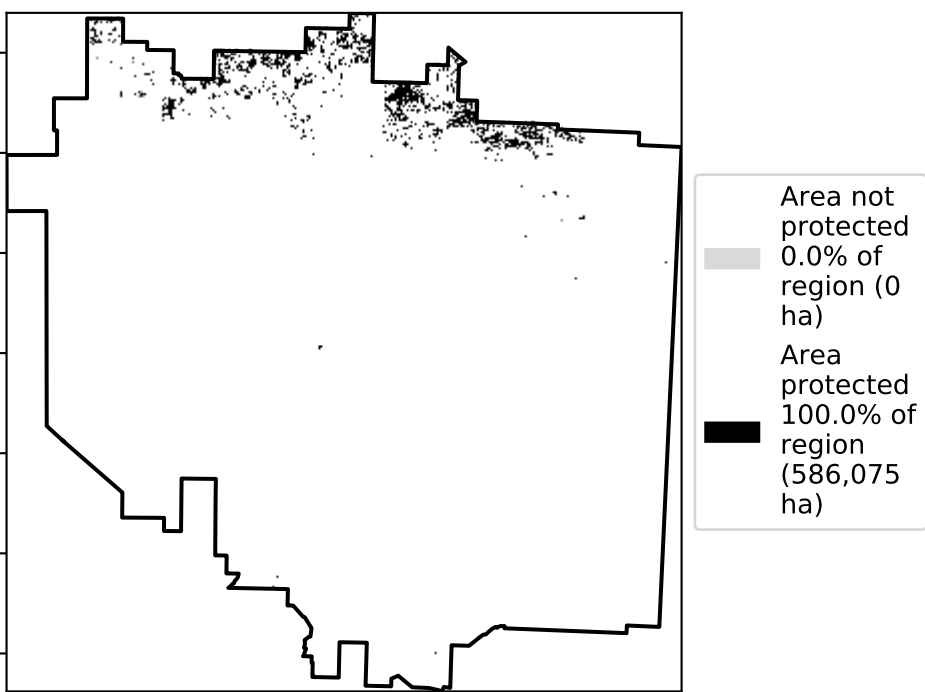 Area not
protected
0.0% of
region (0
ha)
Area
protected
100.0% of
region
(586,075
ha)